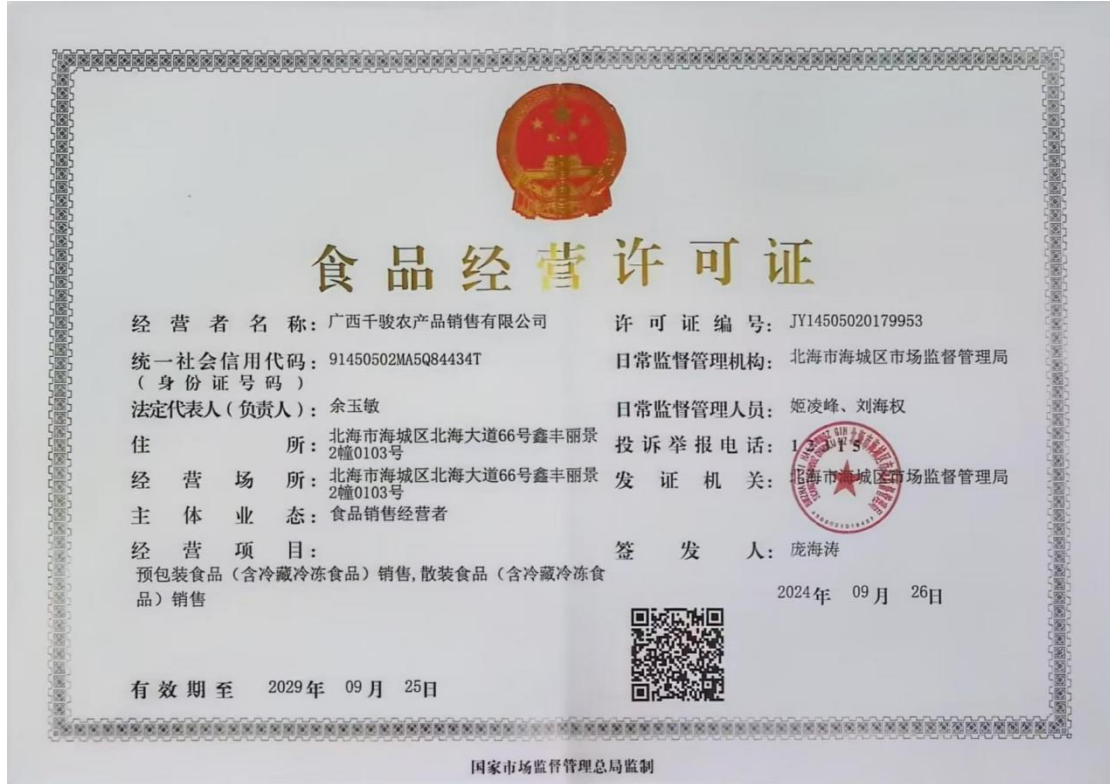 食品经营许可证
经营者名称：广西千骏农产品销售有限公司
许可证编号：JY14505020179953
统一社会信用代码：91450502MA5Q84434T
（身份证号码）
日常监督管理机构：北海市海城区市场监督管理局
法定代表人(负责人)：余玉敏
日常监督管理人员：姬凌峰、刘海权
住所：北海市海城区北海大道66号鑫丰丽景
2幢0103号
投诉举报电话：12315
经营场所：北海市海城区北海大道66号鑫丰丽景
2幢0103号
发证机关：北海市海城区市场监督管理局
主体业态：食品销售经营者
经营项目：
预包装食品（含冷藏冷冻食品）销售,散装食品（含冷藏冷冻食
品）销售
签发人：庞海涛
2024年 09月 26日
有效期至 2029年 09月 25日
国家市场监督管理总局监制